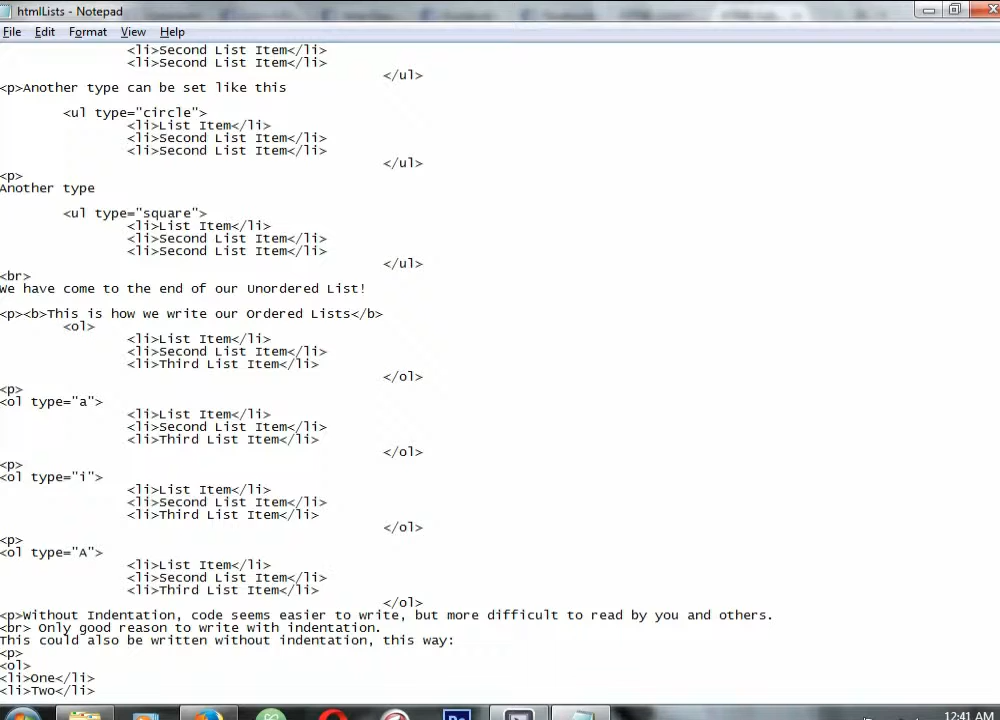 htmlLists - Notepad
File Edit Format View Help
<li>Second List Item</li>
<li>Second List Item</li>
</ul>
<p>Another type can be set like this
<ul type="circle">
<li>List Item</li>
<li>Second List Item</li>
<li>Second List Item</li>
</ul>
<p>
Another type
<ul type="square">
<li>List Item</li>
<li>Second List Item</li>
<li>Second List Item</li>
</ul>
<br>
We have come to the end of our Unordered List!
<p><b>This is how we write our Ordered Lists</b>
<ol>
<li>List Item</li>
<li>Second List Item</li>
<li>Third List Item</li>
</ol>
<p>
<ol type="a">
<li>List Item</li>
<li>Second List Item</li>
<li>Third List Item</li>
</ol>
<p>
<ol type="i">
<li>List Item</li>
<li>Second List Item</li>
<li>Third List Item</li>
</ol>
<p>
<ol type="A">
<li>List Item</li>
<li>Second List Item</li>
<li>Third List Item</li>
</ol>
<p>Without Indentation, code seems easier to write, but more difficult to read by you and others.
<br> Only good reason to write with indentation.
This could also be written without indentation, this way:
<p>
<ol>
<li>One</li>
<li>Two</li>
12:41 AM